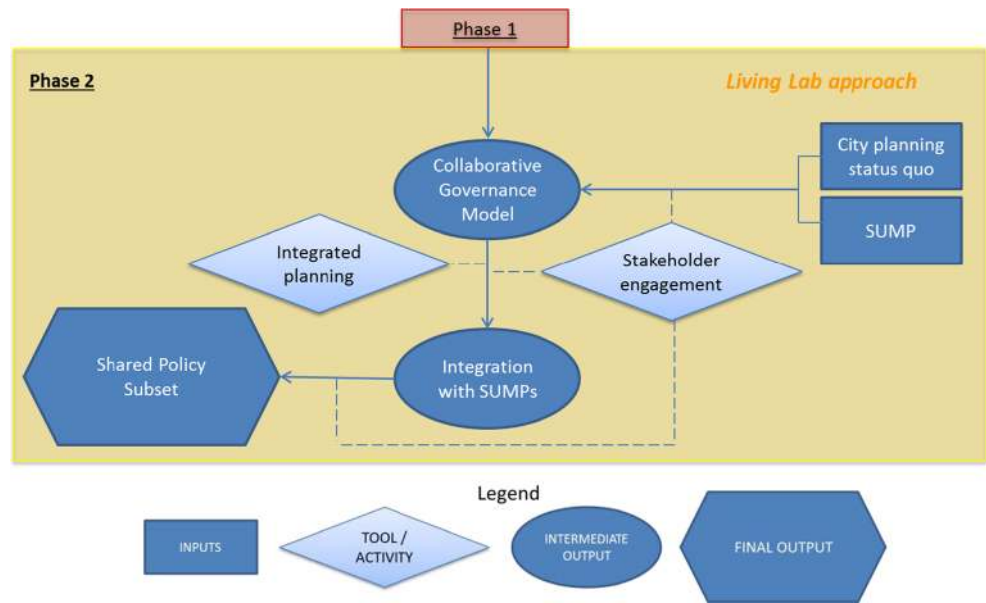 Phase 1
Phase 2
Living Lab approach
City planning
status quo
Collaborative
Governance
Model
SUMP
Integrated
planning
Stakeholder
engagement
Shared Policy
Subset
Integration
with SUMPs
Legend
INPUTS
TOOL /
ACTIVITY
INTERMEDIATE
OUTPUT
FINAL OUTPUT